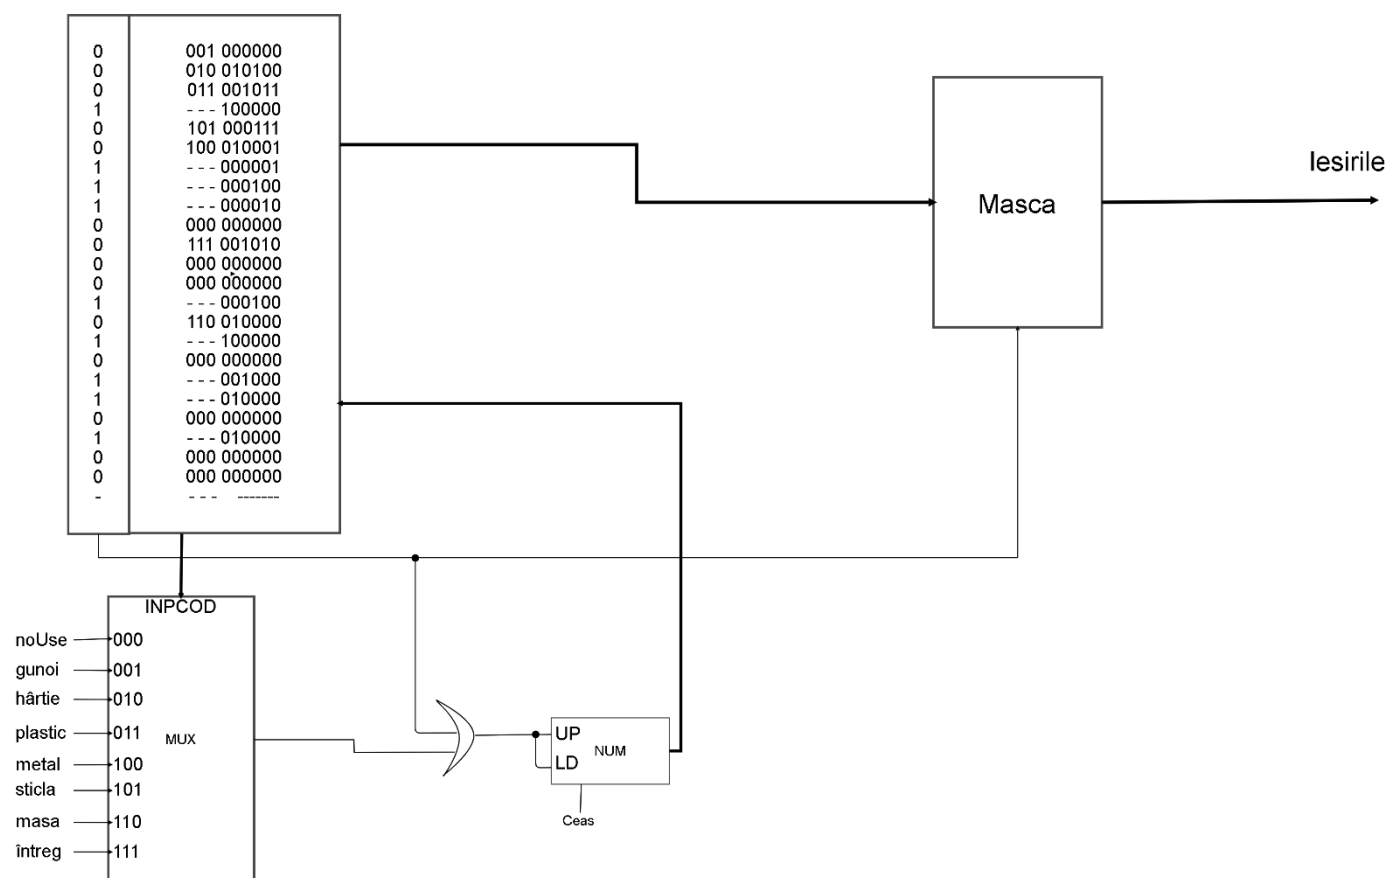 0 001 000000
0 010 010100
0 011 001011
1 - - - 100000
0 101 000111
0 100 010001
1 - - - 000001
1 - - - 000100
1 - - - 000010
0 000 000000
0 111 001010
0 000 000000
0 000 000000
1 - - - 000100
0 110 010000
1 - - - 100000
0 000 000000
1 - - - 001000
1 - - - 010000
0 000 000000
1 - - - 010000
0 000 000000
0 000 000000
- - - - -------
Masca
Iesirile
INPCOD
noUse 000
gunoi 001
hârtie 010
plastic 011
metal 100
sticla 101
masa 110
întreg 111
MUX
UP
LD
NUM
Ceas